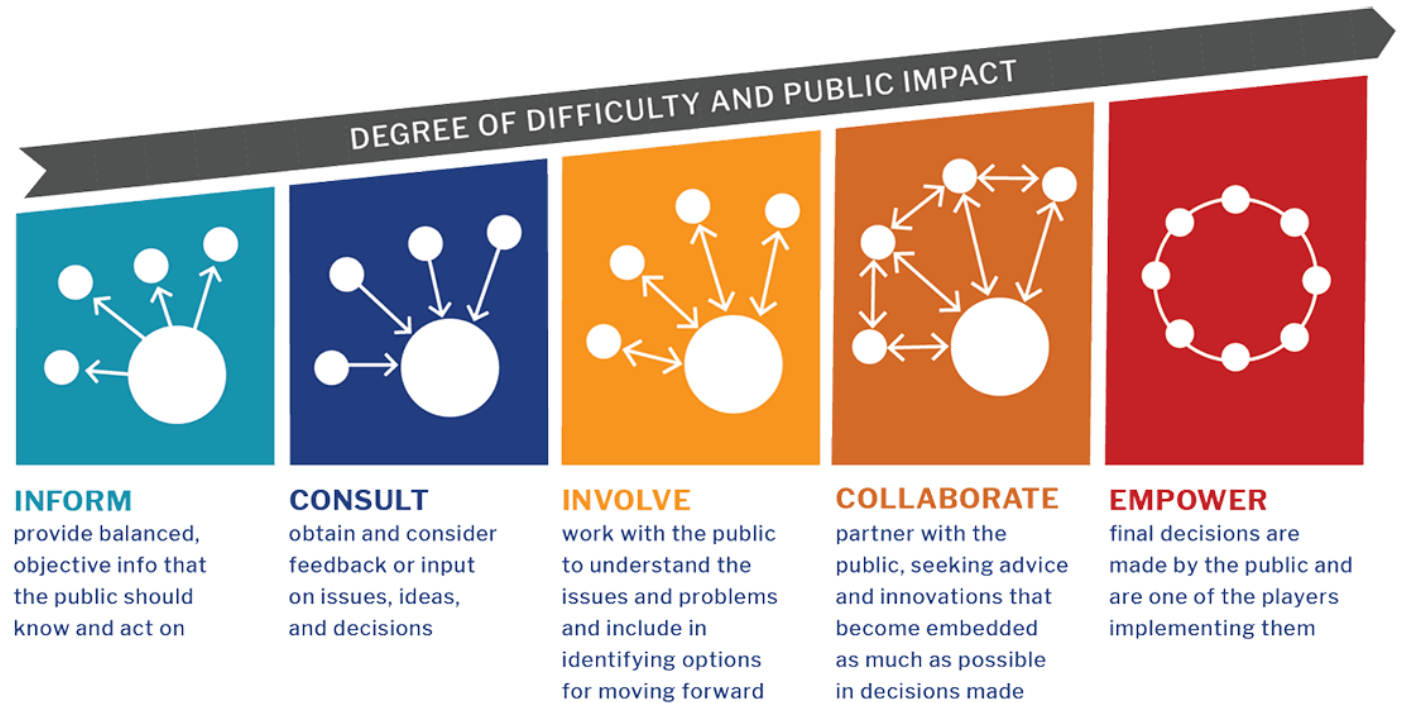 DEGREE OF DIFFICULTY AND PUBLIC IMPACT
INFORM
provide balanced,
objective info that
the public should
know and act on
CONSULT
obtain and consider
feedback or input
on issues, ideas,
and decisions
INVOLVE
work with the public
to understand the
issues and problems
and include in
identifying options
for moving forward
COLLABORATE
partner with the
public, seeking advice
and innovations that
become embedded
as much as possible
in decisions made
EMPOWER
final decisions are
made by the public and
are one of the players
implementing them